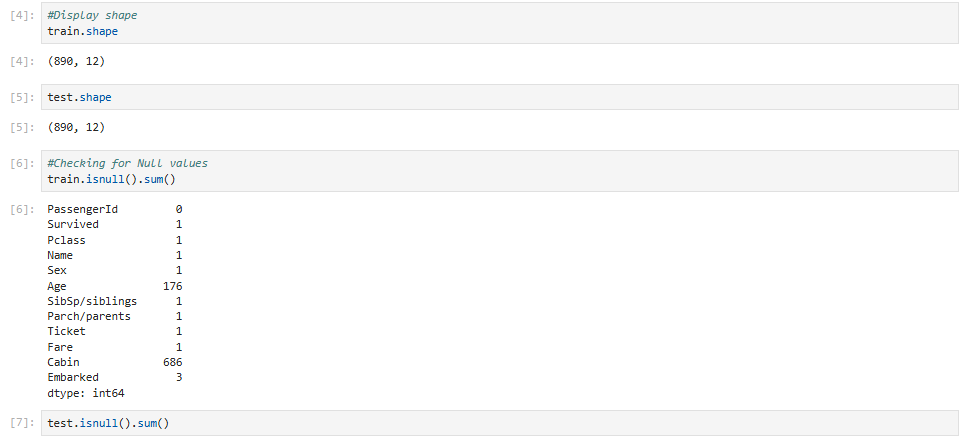 [4]: #Display shape
train.shape
[4]: (890, 12)
[5]: test.shape
[5]: (890, 12)
[6]: #Checking for Null values
train.isnull().sum()
[6]: PassengerId 0
Survived 1
Pclass 1
Name 1
Sex 1
Age 176
SibSp/siblings 1
Parch/parents 1
Ticket 1
Fare 1
Cabin 686
Embarked 3
dtype: int64
[7]: test.isnull().sum()